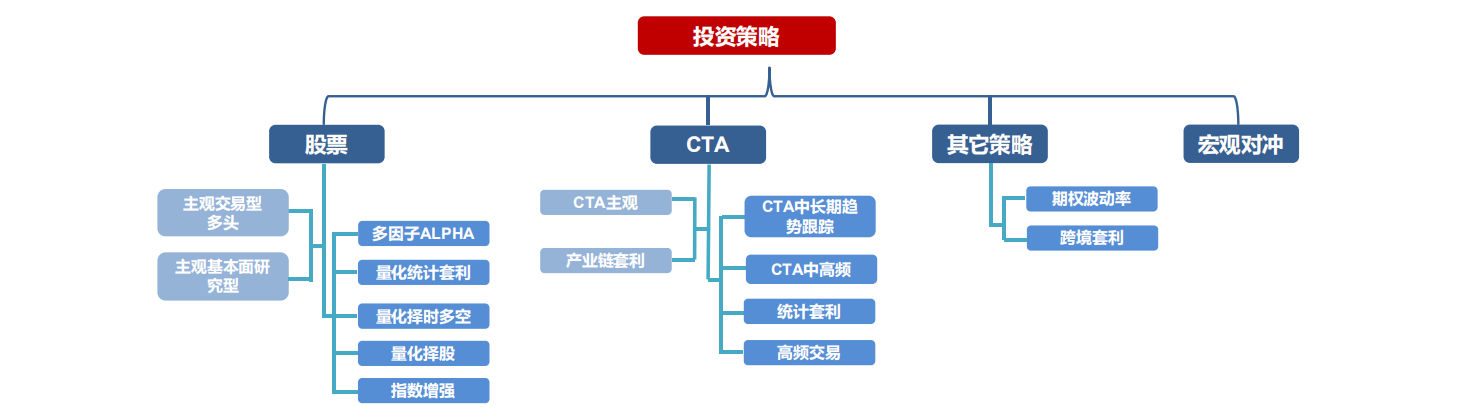 投资策略
股票
CTA
其它策略
宏观对冲
主观交易型
多头
主观基本面研
究型
多因子ALPHA
量化统计套利
量化择时多空
量化择股
指数增强
CTA主观
产业链套利
CTA中长期趋
势跟踪
CTA中高频
统计套利
高频交易
期权波动率
跨境套利